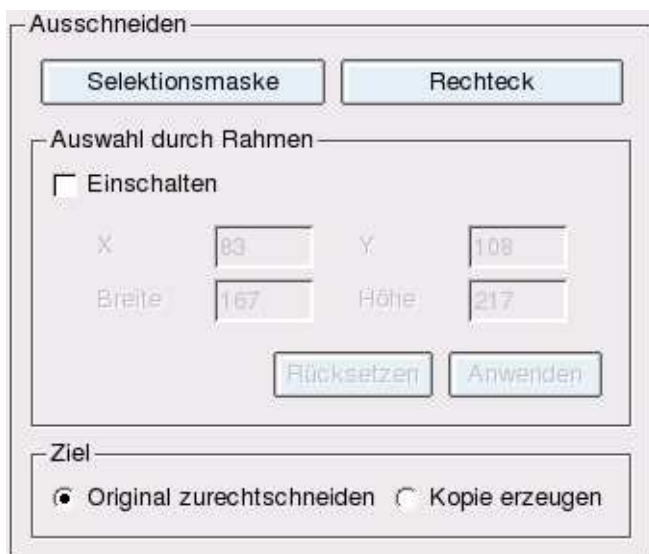 Ausschneiden
Selektionsmaske Rechteck
Auswahl durch Rahmen
Einschalten
X 83 Y 108
Breite 167 Höhe 217
Rücksetzen Anwenden
Ziel
Original zurechtschneiden Kopie erzeugen